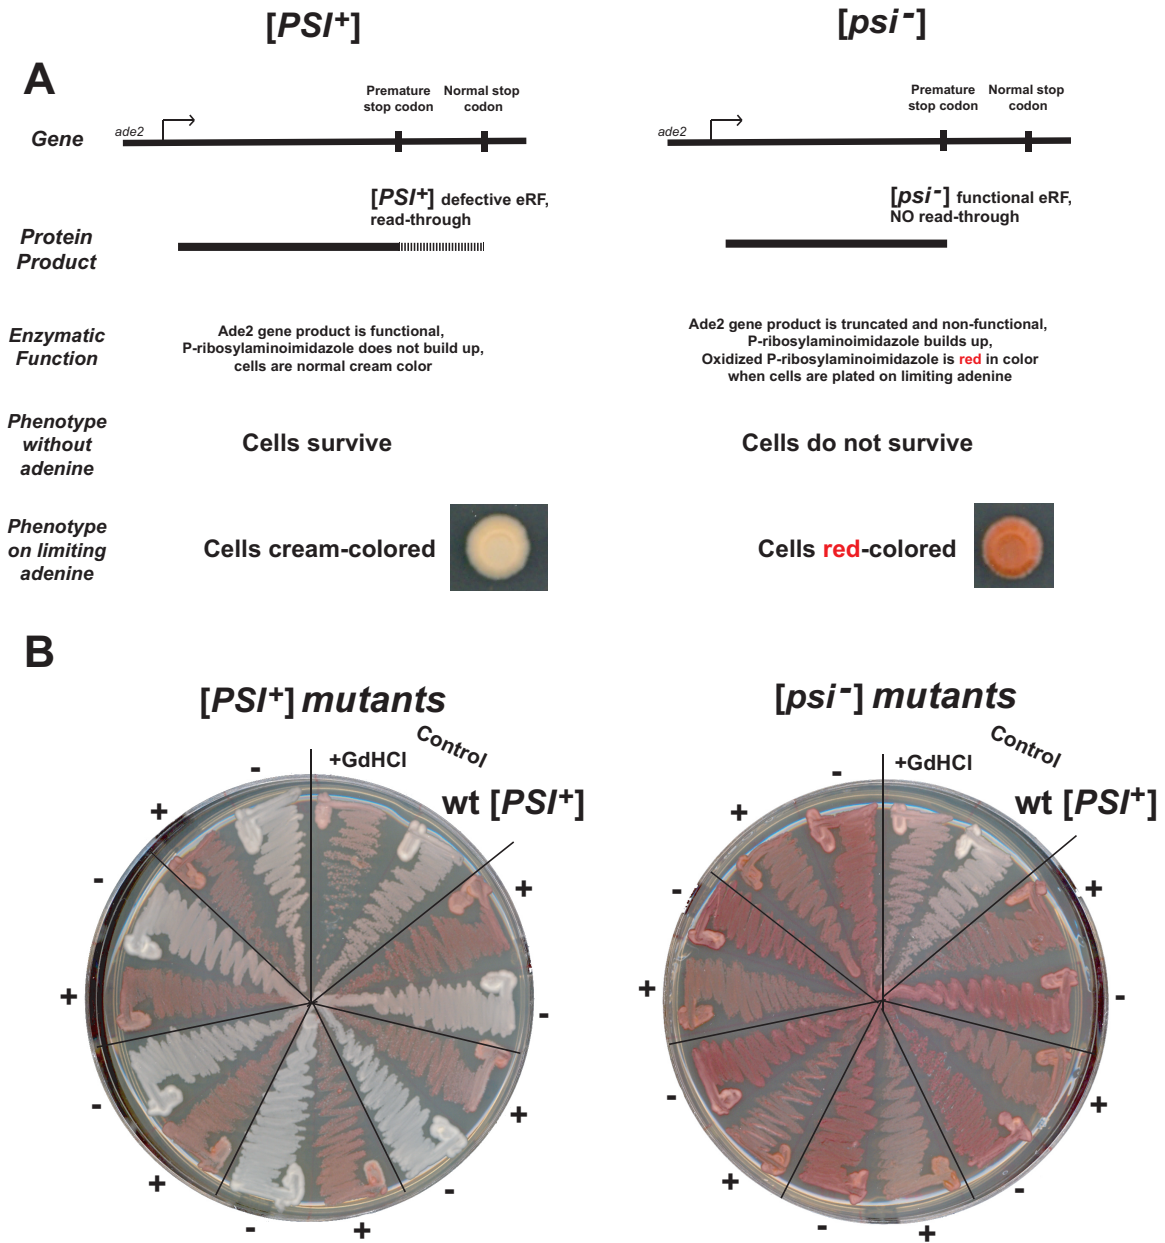 [PSI+]
[psi-]
A
Gene
ade2
Premature
stop codon
Normal stop
codon
ade2
Premature
stop codon
Normal stop
codon
Protein
Product
[PSI+] defective eRF,
read-through
[psi-] functional eRF,
NO read-through
Enzymatic
Function
Ade2 gene product is functional,
P-ribosylaminoimidazole does not build up,
cells are normal cream color
Ade2 gene product is truncated and non-functional,
P-ribosylaminoimidazole builds up,
Oxidized P-ribosylaminoimidazole is red in color
when cells are plated on limiting adenine
Phenotype
without
adenine
Cells survive
Cells do not survive
Phenotype
on limiting
adenine
Cells cream-colored
Cells red-colored
B
[PSI+] mutants
+GdHCl
Control
wt [PSI+]
+
-
+
-
+
-
+
-
+
-
+
-
[psi-] mutants
+GdHCl
Control
wt [PSI+]
+
-
+
-
+
-
+
-
+
-
+
-